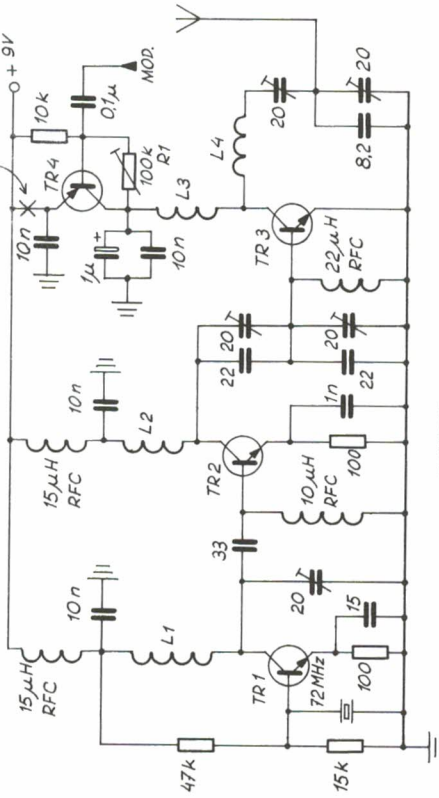 + 9V
10k
0,1µ
MOD.
TR4
10n
1µ
+
10n
100k
R1
L3
L4
20
20
8,2
TR3
22µH
RFC
15µH
RFC
10n
L2
20
22
20
22
1n
TR2
100
10µH
RFC
33
15µH
RFC
10n
L1
20
15
TR1
72MHz
100
47k
15k